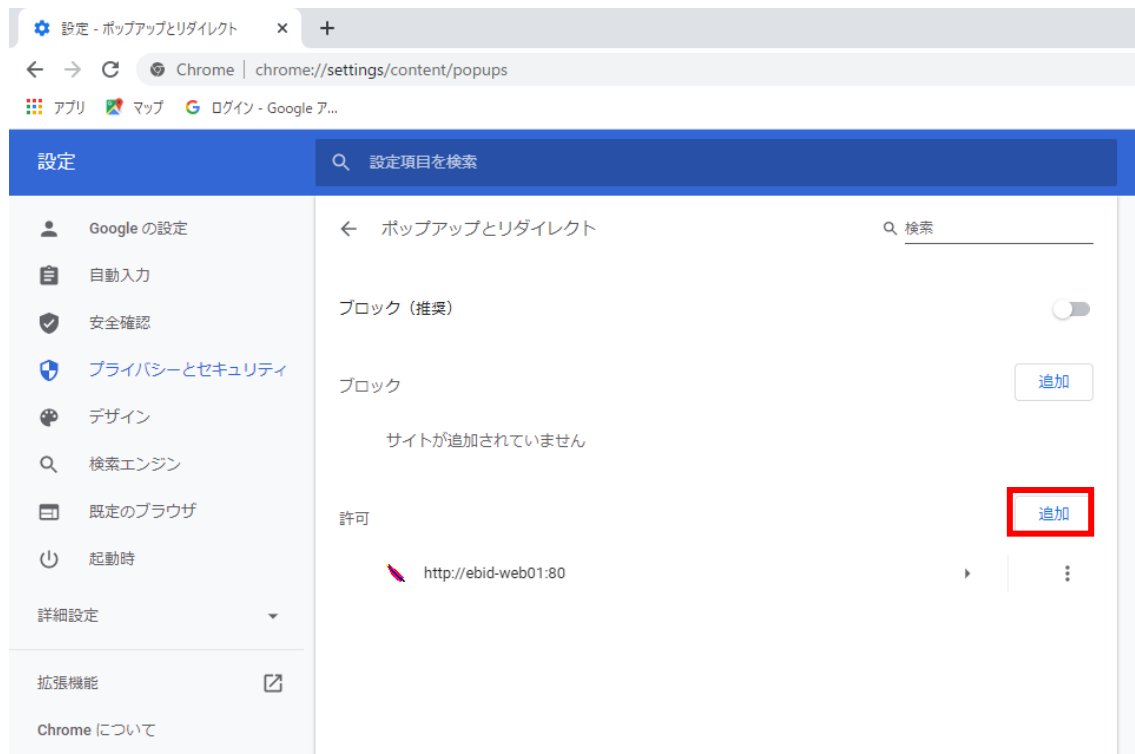 設定 - ポップアップとリダイレクト
Chrome | chrome://settings/content/popups
アプリ マップ ログイン - Google ア...
設定
設定項目を検索
Google の設定
自動入力
安全確認
プライバシーとセキュリティ
デザイン
検索エンジン
既定のブラウザ
起動時
詳細設定
拡張機能
Chrome について
ポップアップとリダイレクト
検索
ブロック（推奨）
ブロック
追加
サイトが追加されていません
許可
追加
http://ebid-web01:80